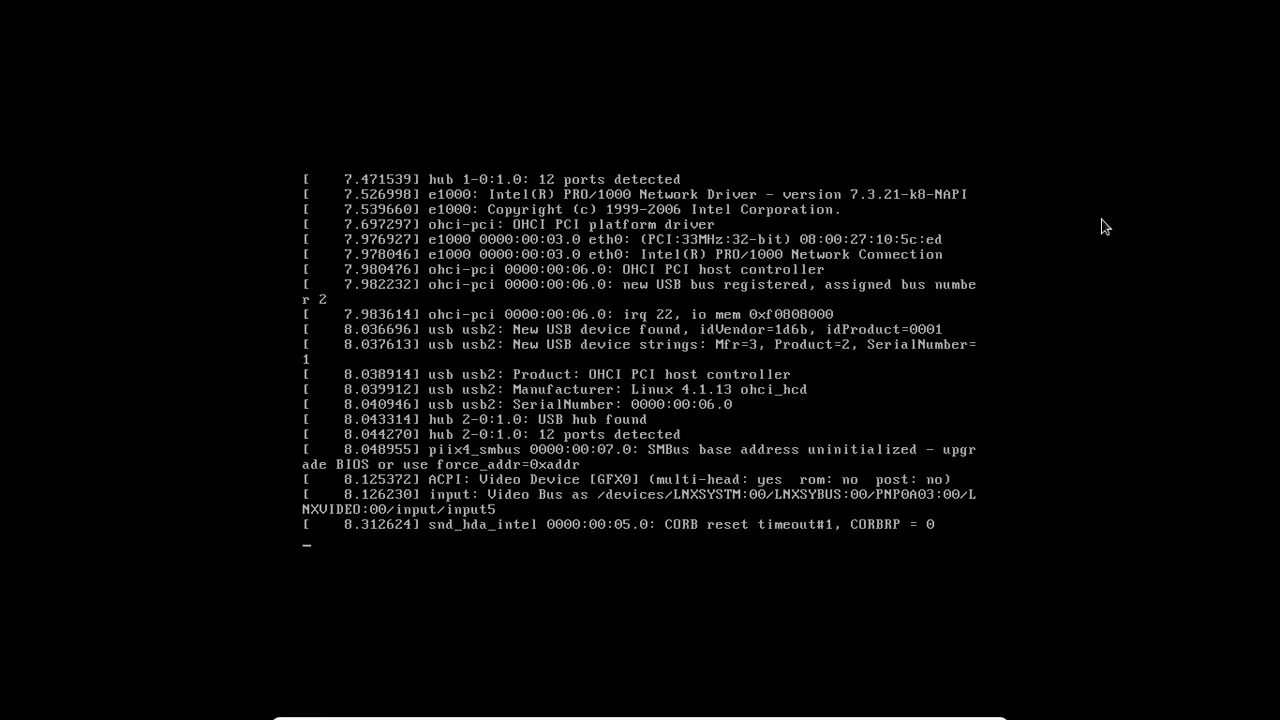 [    7.471539] hub 1-0:1.0: 12 ports detected
[    7.526998] e1000: Intel(R) PRO/1000 Network Driver - version 7.3.21-k8-NAPI
[    7.539660] e1000: Copyright (c) 1999-2006 Intel Corporation.
[    7.697297] ohci-pci: OHCI PCI platform driver
[    7.976927] e1000 0000:00:03.0 eth0: (PCI:33MHz:32-bit) 08:00:27:10:5c:ed
[    7.978046] e1000 0000:00:03.0 eth0: Intel(R) PRO/1000 Network Connection
[    7.980476] ohci-pci 0000:00:06.0: OHCI PCI host controller
[    7.982232] ohci-pci 0000:00:06.0: new USB bus registered, assigned bus numbe
r 2
[    7.983614] ohci-pci 0000:00:06.0: irq 22, io mem 0xf0808000
[    8.036696] usb usb2: New USB device found, idVendor=1d6b, idProduct=0001
[    8.037613] usb usb2: New USB device strings: Mfr=3, Product=2, SerialNumber=
1
[    8.038914] usb usb2: Product: OHCI PCI host controller
[    8.039912] usb usb2: Manufacturer: Linux 4.1.13 ohci_hcd
[    8.040946] usb usb2: SerialNumber: 0000:00:06.0
[    8.043314] hub 2-0:1.0: USB hub found
[    8.044270] hub 2-0:1.0: 12 ports detected
[    8.048955] piix4_smbus 0000:00:07.0: SMBus base address uninitialized - upgr
ade BIOS or use force_addr=0xaddr
[    8.125372] ACPI: Video Device [GFX0] (multi-head: yes  rom: no  post: no)
[    8.126230] input: Video Bus as /devices/LNXSYSTM:00/LNXSYBUS:00/PNP0A03:00/L
NXVIDEO:00/input/input5
[    8.312624] snd_hda_intel 0000:00:05.0: CORB reset timeout#1, CORBRP = 0